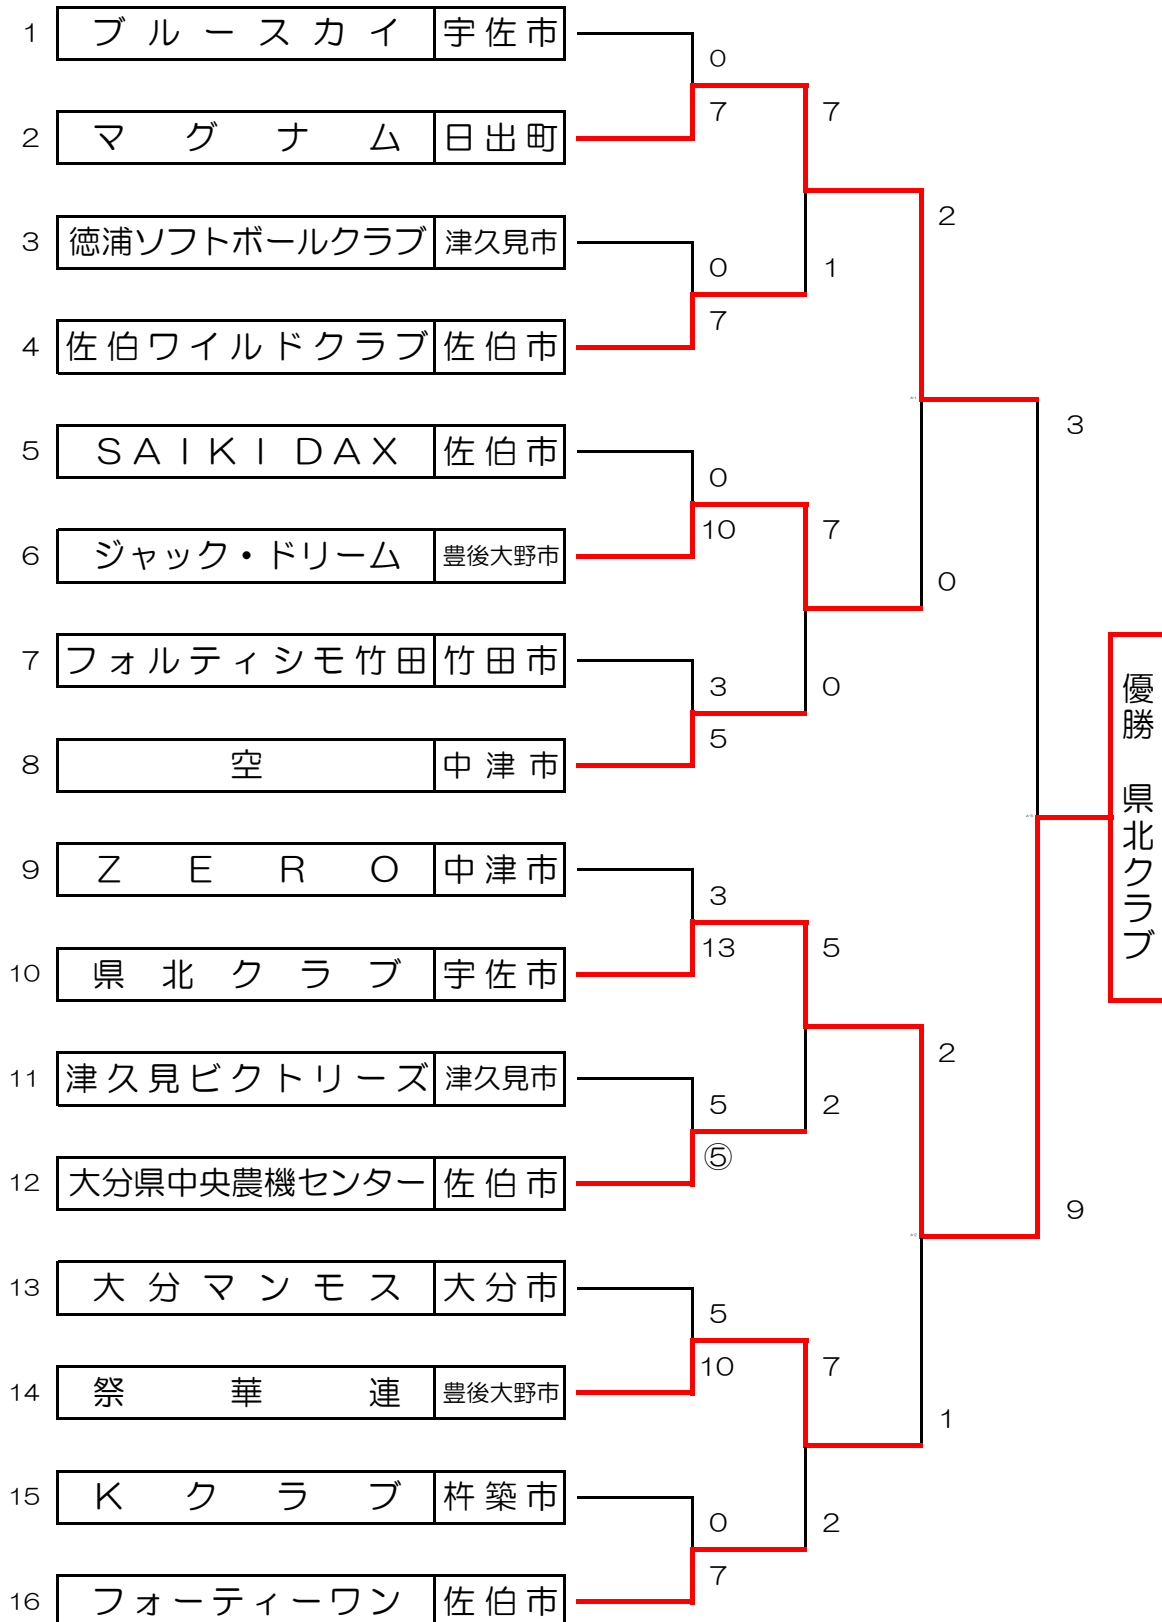 1 ブルースカイ 宇佐市
0
7 7
2 マグナム 日出町
2
3 徳浦ソフトボールクラブ 津久見市
0 1
7
4 佐伯ワイルドクラブ 佐伯市
3
5 SAIKI DAX 佐伯市
0
10 7
6 ジャック・ドリーム 豊後大野市
0
7 フォルティシモ竹田 竹田市
3 0
5
8 空 中津市
優勝 県北クラブ
9 ZERO 中津市
3
13 5
10 県北クラブ 宇佐市
2
11 津久見ビクトリーズ 津久見市
5 2
⑤
12 大分県中央農機センター 佐伯市
9
13 大分マンモス 大分市
5
10 7
14 祭華連 豊後大野市
1
15 Kクラブ 杵築市
0 2
7
16 フォーティーワン 佐伯市